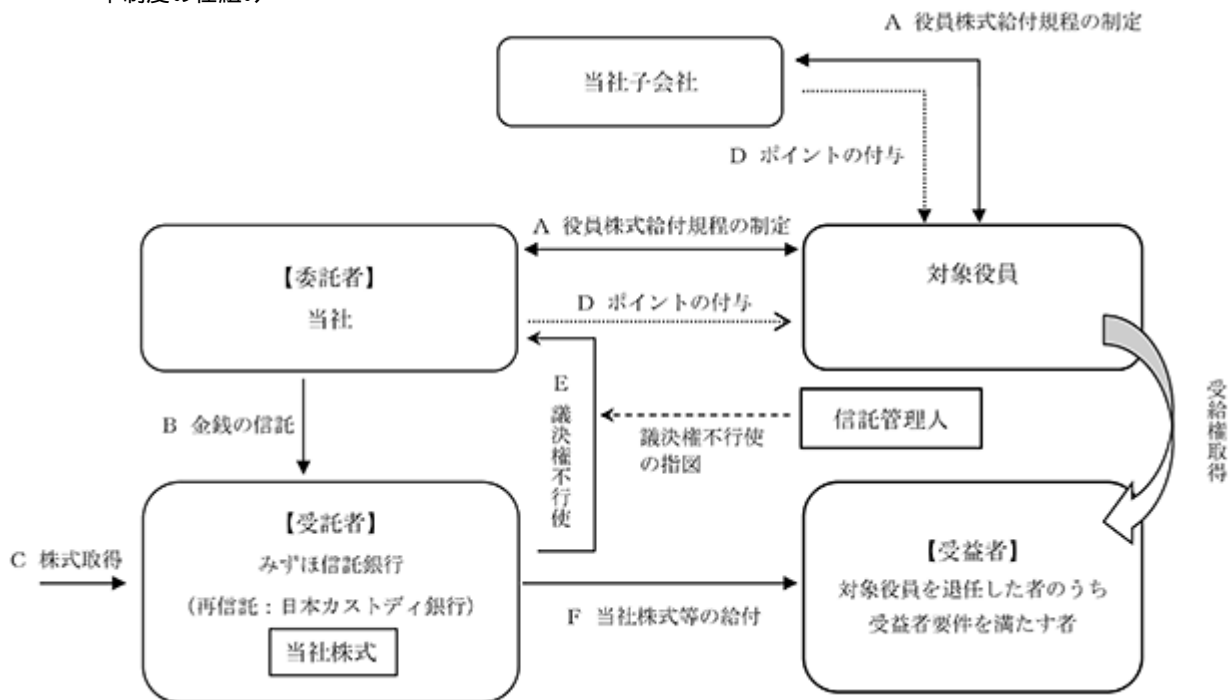 本制度の仕組み
A 役員株式給付規程の制定
当社子会社
D ポイントの付与
A 役員株式給付規程の制定
【委託者】
当社
対象役員
D ポイントの付与
E 議決権不行使
B 金銭の信託
議決権不行使
の指図
信託管理人
受給権取得
【受託者】
みずほ信託銀行
(再信託:日本カストディ銀行)
当社株式
C 株式取得
F 当社株式等の給付
【受益者】
対象役員を退任した者のうち
受益者要件を満たす者